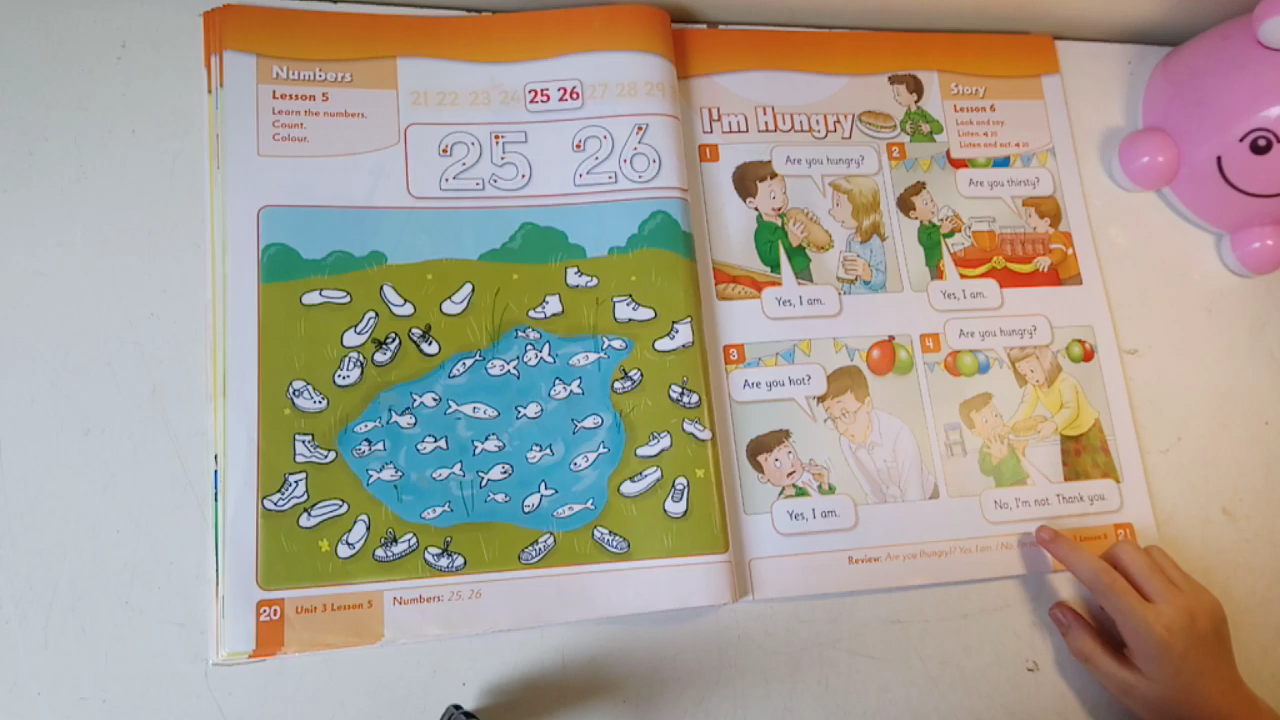 Numbers
Lesson 5
Learn the numbers.
Count.
Colour.
21 22 23 24 25 26 27 28 29
25 26
20
Unit 3 Lesson 5
Numbers: 25, 26
I'm Hungry
Story
Lesson 6
Look and say.
Listen.
Listen and act.
1
Are you hungry?
Yes, I am.
2
Are you thirsty?
Yes, I am.
3
Are you hot?
Yes, I am.
4
Are you hungry?
No, I'm not. Thank you.
Review: Are you (hungry)? Yes, I am. / No,
Lesson 6
21